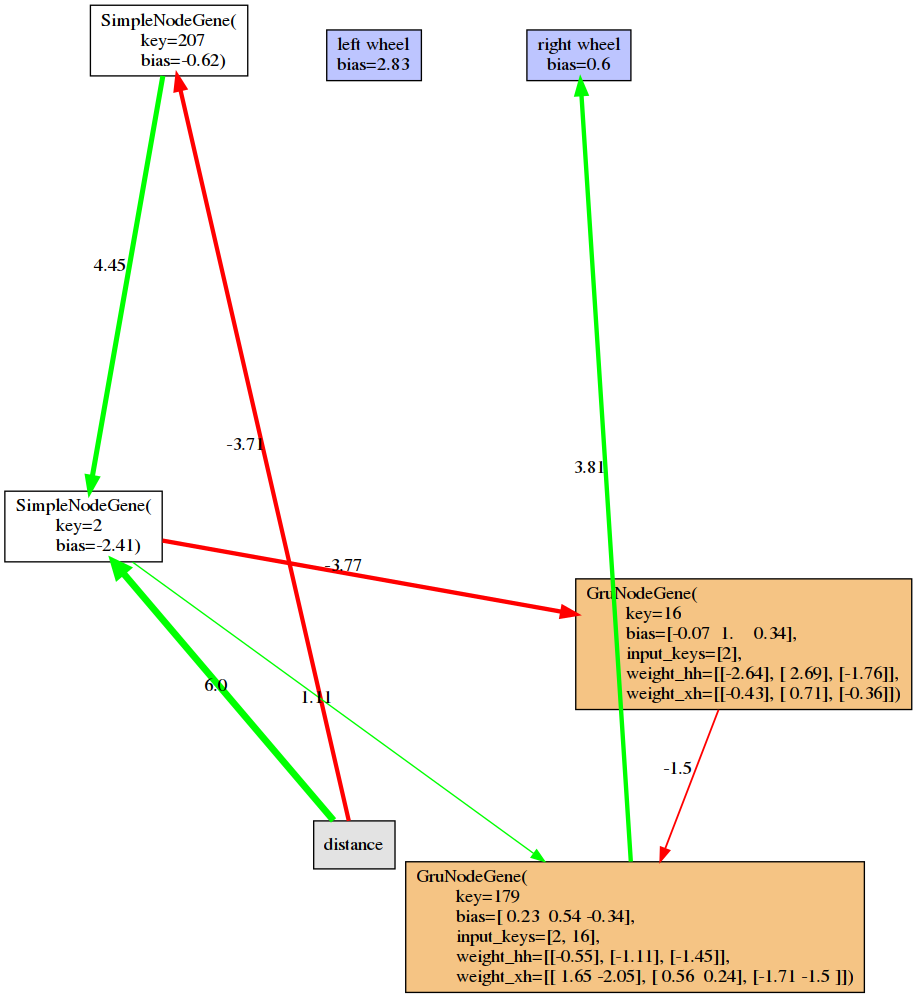 SimpleNodeGene(
key=207
bias=-0.62)
left wheel
bias=2.83
right wheel
bias=0.6
4.45
-3.71
3.81
SimpleNodeGene(
key=2
bias=-2.41)
-3.77
GruNodeGene(
key=16
bias=[-0.07 1. 0.34],
input_keys=[2],
weight_hh=[[-2.64], [ 2.69], [-1.76]],
weight_xh=[[-0.43], [ 0.71], [-0.36]])
6.0
1.11
-1.5
distance
GruNodeGene(
key=179
bias=[ 0.23 0.54 -0.34],
input_keys=[2, 16],
weight_hh=[[-0.55], [-1.11], [-1.45]],
weight_xh=[[ 1.65 -2.05], [ 0.56 0.24], [-1.71 -1.5 ]])